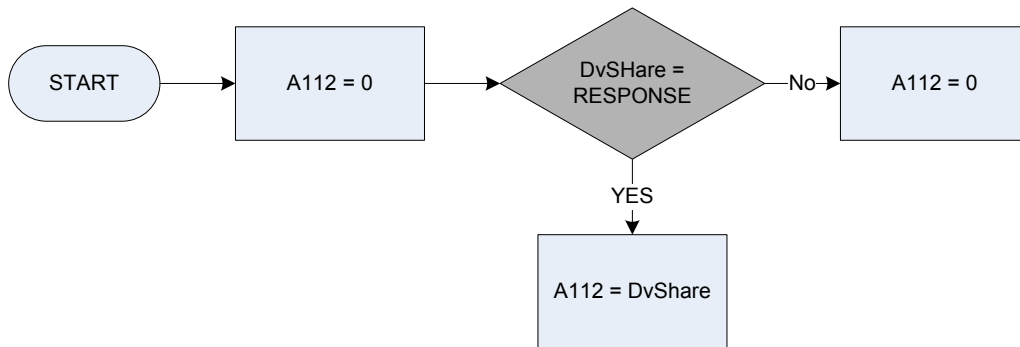 START
A112 = 0
DvSHare =
RESPONSE
No
A112 = 0
YES
A112 = DvShare